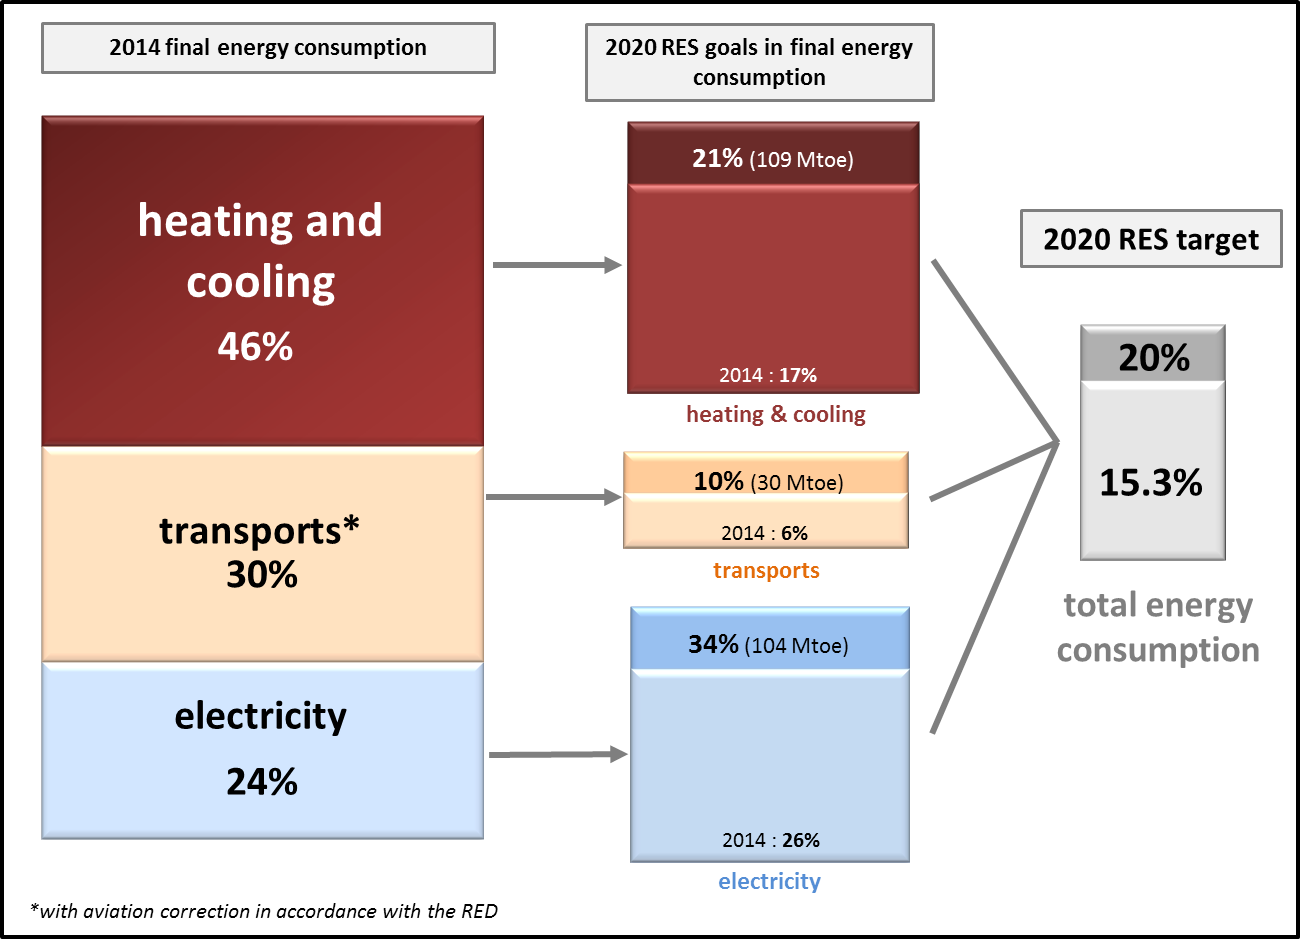 2014 final energy consumption
heating and
cooling
46%
transports*
30%
electricity
24%
2020 RES goals in final energy
consumption
21% (109 Mtoe)
2014 : 17%
heating & cooling
10% (30 Mtoe)
2014 : 6%
transports
34% (104 Mtoe)
2014 : 26%
electricity
2020 RES target
20%
15.3%
total energy
consumption
*with aviation correction in accordance with the RED